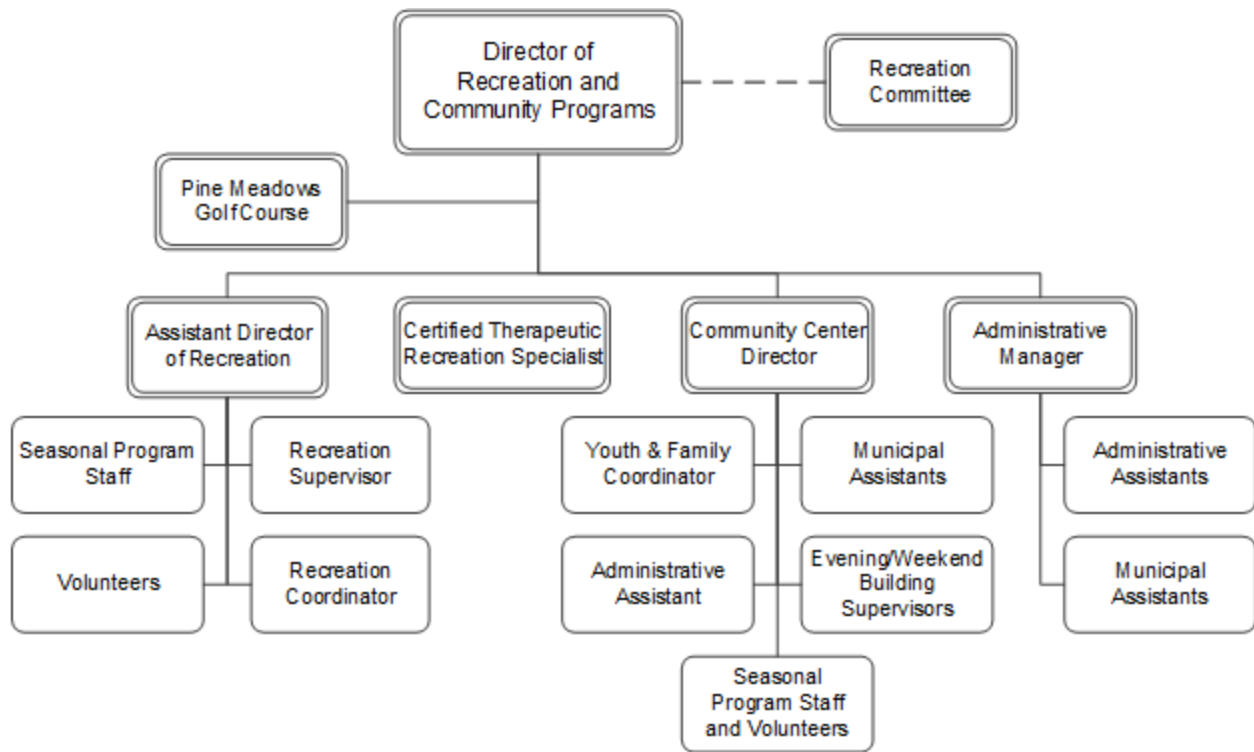 Director of
Recreation and
Community Programs
Recreation
Committee
Pine Meadows
Golf Course
Assistant Director
of Recreation
Certified Therapeutic
Recreation Specialist
Community Center
Director
Administrative
Manager
Seasonal Program
Staff
Recreation
Supervisor
Youth & Family
Coordinator
Municipal
Assistants
Administrative
Assistants
Volunteers
Recreation
Coordinator
Administrative
Assistant
Evening/Weekend
Building
Supervisors
Municipal
Assistants
Seasonal
Program Staff
and Volunteers